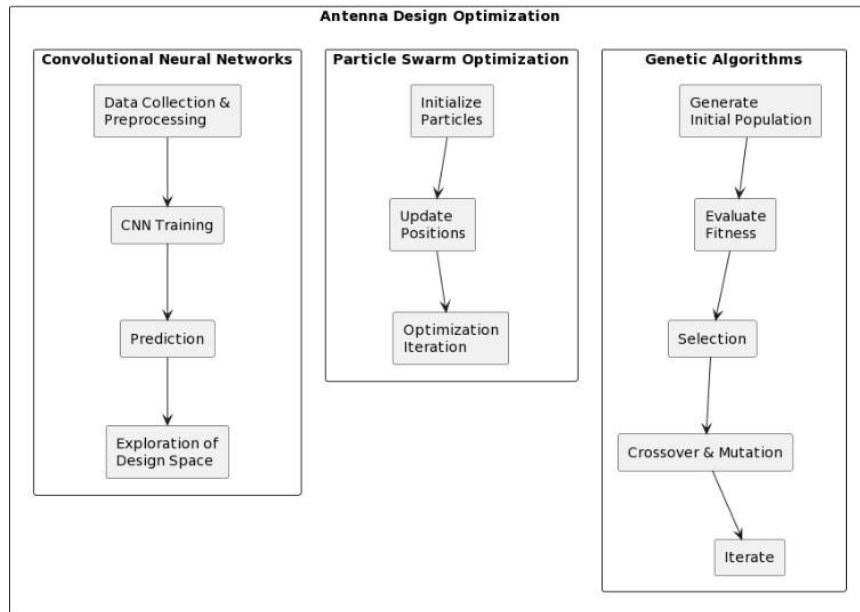 Antenna Design Optimization
Convolutional Neural Networks
Data Collection &
Preprocessing
CNN Training
Prediction
Exploration of
Design Space
Particle Swarm Optimization
Initialize
Particles
Update
Positions
Optimization
Iteration
Genetic Algorithms
Generate
Initial Population
Evaluate
Fitness
Selection
Crossover & Mutation
Iterate